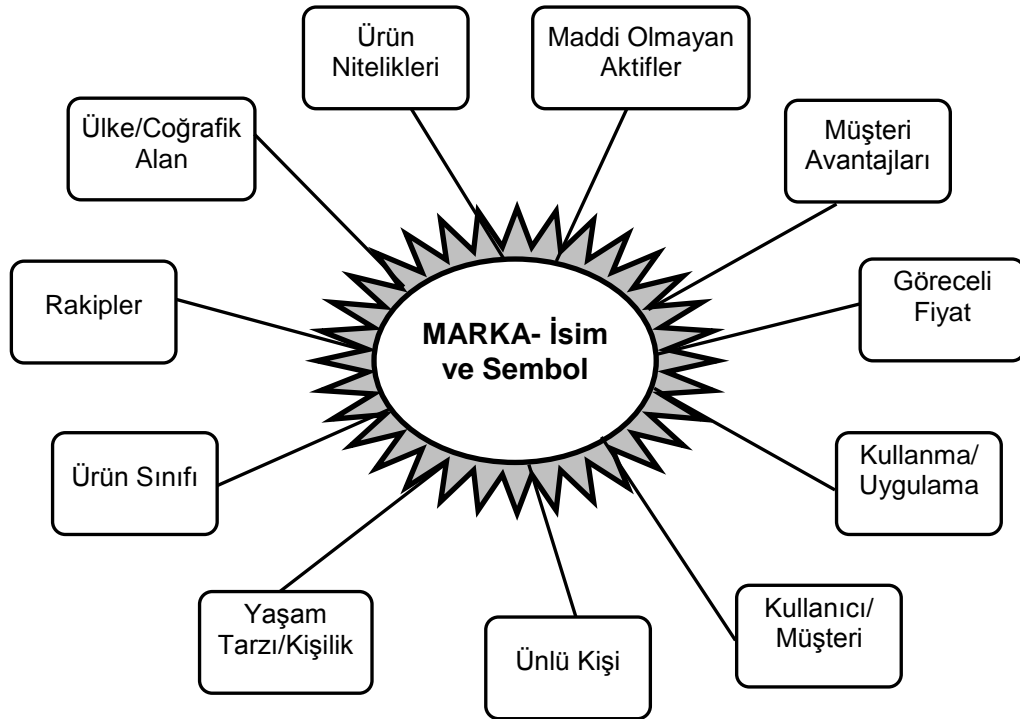 Ürün
Nitelikleri
Maddi Olmayan
Aktifler
Ülke/Coğrafik
Alan
Müşteri
Avantajları
Rakipler
Göreceli
Fiyat
MARKA- İsim
ve Sembol
Ürün Sınıfı
Kullanma/
Uygulama
Yaşam
Tarzı/Kişilik
Ünlü Kişi
Kullanıcı/
Müşteri